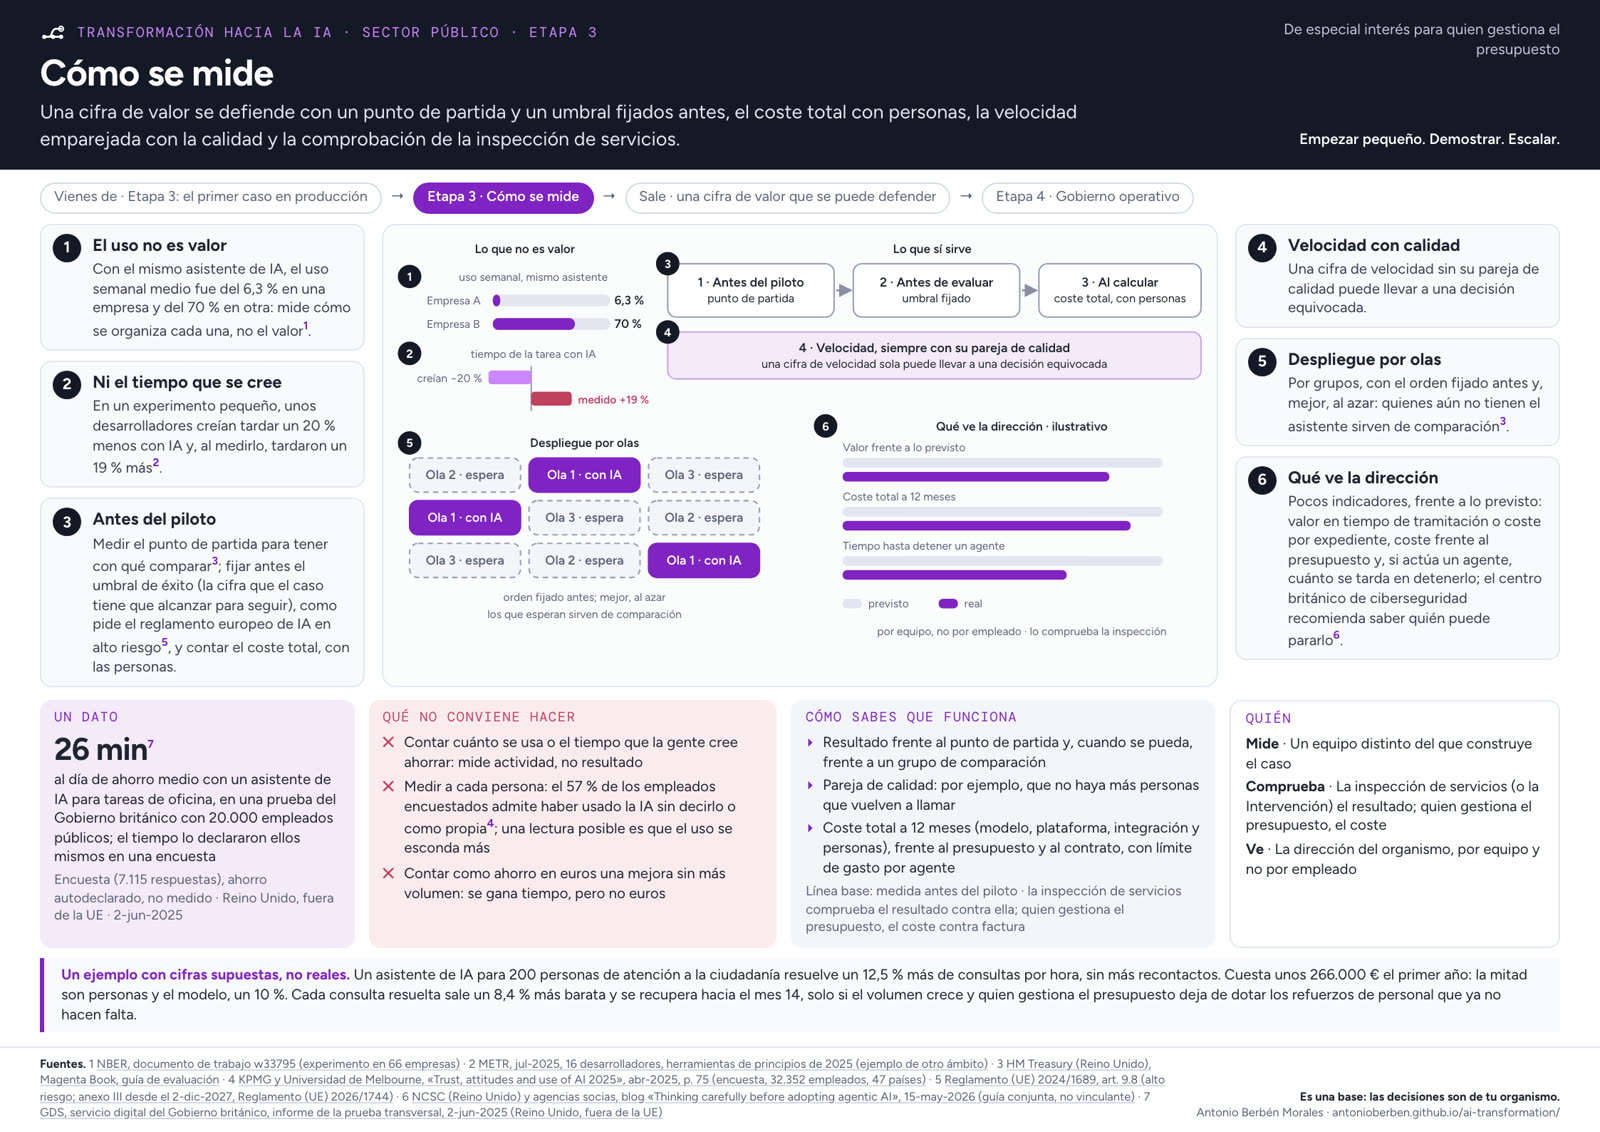 TRANSFORMACIÓN HACIA LA IA · SECTOR PÚBLICO · ETAPA 3
De especial interés para quien gestiona el
presupuesto
Cómo se mide
Una cifra de valor se defiende con un punto de partida y un umbral fijados antes, el coste total con personas, la velocidad
emparejada con la calidad y la comprobación de la inspección de servicios.
Empezar pequeño. Demostrar. Escalar.
Vienes de · Etapa 3: el primer caso en producción → Etapa 3 · Cómo se mide → Sale · una cifra de valor que se puede defender → Etapa 4 · Gobierno operativo
1 El uso no es valor
Con el mismo asistente de IA, el uso
semanal medio fue del 6,3 % en una
empresa y del 70 % en otra: mide cómo
se organiza cada una, no el valor1.
2 Ni el tiempo que se cree
En un experimento pequeño, unos
desarrolladores creían tardar un 20 %
menos con IA y, al medirlo, tardaron un
19 % más2.
3 Antes del piloto
Medir el punto de partida para tener
con qué comparar3; fijar antes el
umbral de éxito (la cifra que el caso
tiene que alcanzar para seguir), como
pide el reglamento europeo de IA en
alto riesgo5, y contar el coste total, con
las personas.
Lo que no es valor
1 uso semanal, mismo asistente
Empresa A 6,3 %
Empresa B 70 %
2 tiempo de la tarea con IA
creían −20 %
medido +19 %
Lo que sí sirve
3
1 · Antes del piloto
punto de partida
2 · Antes de evaluar
umbral fijado
3 · Al calcular
coste total, con personas
4
4 · Velocidad, siempre con su pareja de calidad
una cifra de velocidad sola puede llevar a una decisión equivocada
5 Despliegue por olas
Ola 2 · espera Ola 1 · con IA Ola 3 · espera
Ola 1 · con IA Ola 3 · espera Ola 2 · espera
Ola 3 · espera Ola 2 · espera Ola 1 · con IA
orden fijado antes; mejor, al azar
los que esperan sirven de comparación
6 Qué ve la dirección · ilustrativo
Valor frente a lo previsto
Coste total a 12 meses
Tiempo hasta detener un agente
previsto real
por equipo, no por empleado · lo comprueba la inspección
4 Velocidad con calidad
Una cifra de velocidad sin su pareja de
calidad puede llevar a una decisión
equivocada.
5 Despliegue por olas
Por grupos, con el orden fijado antes y,
mejor, al azar: quienes aún no tienen el
asistente sirven de comparación3.
6 Qué ve la dirección
Pocos indicadores, frente a lo previsto:
valor en tiempo de tramitación o coste
por expediente, coste frente al
presupuesto y, si actúa un agente,
cuánto se tarda en detenerlo; el centro
británico de ciberseguridad
recomienda saber quién puede
pararlo6.
UN DATO
26 min7
al día de ahorro medio con un asistente de
IA para tareas de oficina, en una prueba del
Gobierno británico con 20.000 empleados
públicos; el tiempo lo declararon ellos
mismos en una encuesta
Encuesta (7.115 respuestas), ahorro
autodeclarado, no medido · Reino Unido, fuera
de la UE · 2-jun-2025
QUÉ NO CONVIENE HACER
Contar cuánto se usa o el tiempo que la gente cree
ahorrar: mide actividad, no resultado
Medir a cada persona: el 57 % de los empleados
encuestados admite haber usado la IA sin decirlo o
como propia4; una lectura posible es que el uso se
esconda más
Contar como ahorro en euros una mejora sin más
volumen: se gana tiempo, pero no euros
CÓMO SABES QUE FUNCIONA
Resultado frente al punto de partida y, cuando se pueda,
frente a un grupo de comparación
Pareja de calidad: por ejemplo, que no haya más personas
que vuelven a llamar
Coste total a 12 meses (modelo, plataforma, integración y
personas), frente al presupuesto y al contrato, con límite
de gasto por agente
Línea base: medida antes del piloto · la inspección de servicios
comprueba el resultado contra ella; quien gestiona el
presupuesto, el coste contra factura
QUIÉN
Mide · Un equipo distinto del que construye
el caso
Comprueba · La inspección de servicios (o la
Intervención) el resultado; quien gestiona el
presupuesto, el coste
Ve · La dirección del organismo, por equipo y
no por empleado
Un ejemplo con cifras supuestas, no reales. Un asistente de IA para 200 personas de atención a la ciudadanía resuelve un 12,5 % más de consultas por hora, sin más recontactos. Cuesta unos 266.000 € el primer año: la mitad
son personas y el modelo, un 10 %. Cada consulta resuelta sale un 8,4 % más barata y se recupera hacia el mes 14, solo si el volumen crece y quien gestiona el presupuesto deja de dotar los refuerzos de personal que ya no
hacen falta.
Fuentes. 1 NBER, documento de trabajo w33795 (experimento en 66 empresas) · 2 METR, jul-2025, 16 desarrolladores, herramientas de principios de 2025 (ejemplo de otro ámbito) · 3 HM Treasury (Reino Unido),
Magenta Book, guía de evaluación · 4 KPMG y Universidad de Melbourne, «Trust, attitudes and use of AI 2025», abr-2025, p. 75 (encuesta, 32.352 empleados, 47 países) · 5 Reglamento (UE) 2024/1689, art. 9.8 (alto
riesgo; anexo III desde el 2-dic-2027, Reglamento (UE) 2026/1744) · 6 NCSC (Reino Unido) y agencias socias, blog «Thinking carefully before adopting agentic AI», 15-may-2026 (guía conjunta, no vinculante) · 7
GDS, servicio digital del Gobierno británico, informe de la prueba transversal, 2-jun-2025 (Reino Unido, fuera de la UE)
Es una base: las decisiones son de tu organismo.
Antonio Berbén Morales · antonioberben.github.io/ai-transformation/